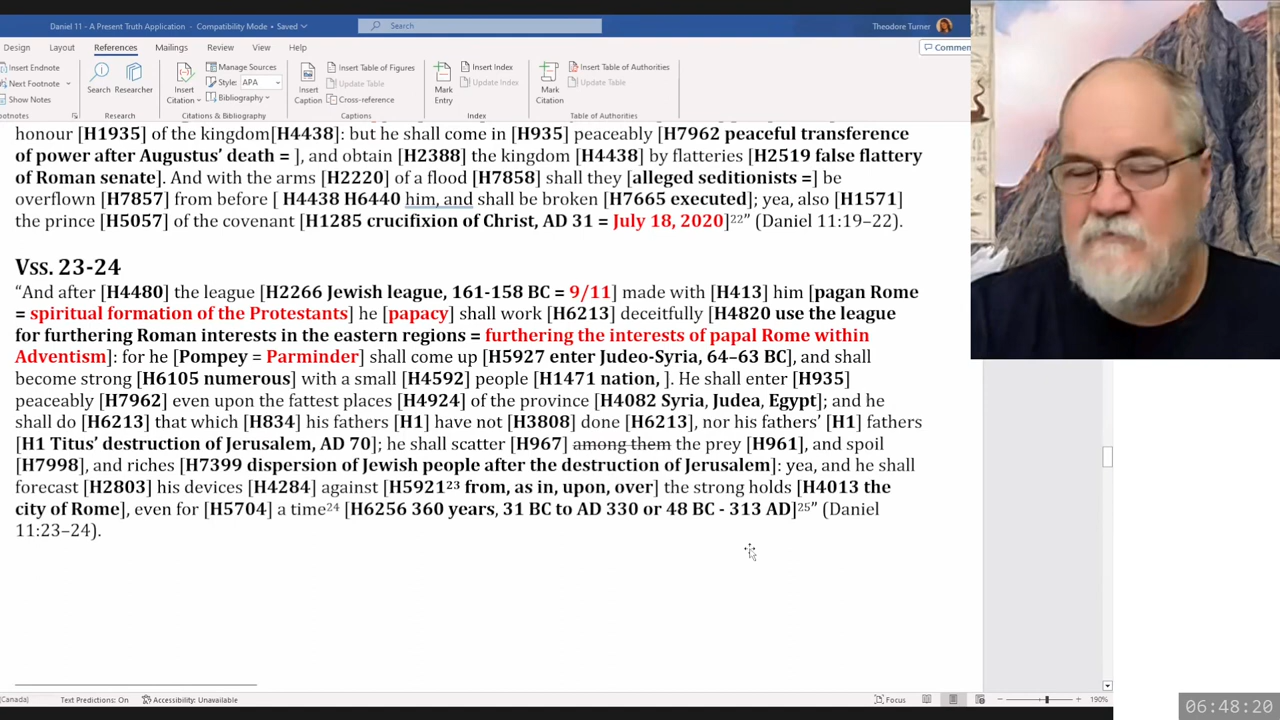 Daniel 11 - A Present Truth Application - Compatibility Mode • Saved
Search
Theodore Turner
Design Layout References Mailings Review View Help
Commen
Insert Endnote
Next Footnote
Show Notes
ootnotes
Search
Researcher
Research
Insert Citation
Manage Sources
Style: APA
Bibliography
Citations & Bibliography
Insert Caption
Insert Table of Figures
Update Table
Cross-reference
Captions
Mark Entry
Insert Index
Update Index
Index
Mark Citation
Insert Table of Authorities
Update Table
Table of Authorities
honour [H1935] of the kingdom[H4438]: but he shall come in [H935] peaceably [H7962 peaceful transference
of power after Augustus’ death = ], and obtain [H2388] the kingdom [H4438] by flatteries [H2519 false flattery
of Roman senate]. And with the arms [H2220] of a flood [H7858] shall they [alleged seditionists =] be
overflown [H7857] from before [ H4438 H6440 him, and shall be broken [H7665 executed]; yea, also [H1571]
the prince [H5057] of the covenant [H1285 crucifixion of Christ, AD 31 = July 18, 2020]22” (Daniel 11:19–22).
Vss. 23-24
“And after [H4480] the league [H2266 Jewish league, 161-158 BC = 9/11] made with [H413] him [pagan Rome
= spiritual formation of the Protestants] he [papacy] shall work [H6213] deceitfully [H4820 use the league
for furthering Roman interests in the eastern regions = furthering the interests of papal Rome within
Adventism]: for he [Pompey = Parminder] shall come up [H5927 enter Judeo-Syria, 64–63 BC], and shall
become strong [H6105 numerous] with a small [H4592] people [H1471 nation, ]. He shall enter [H935]
peaceably [H7962] even upon the fattest places [H4924] of the province [H4082 Syria, Judea, Egypt]; and he
shall do [H6213] that which [H834] his fathers [H1] have not [H3808] done [H6213], nor his fathers’ [H1] fathers
[H1 Titus’ destruction of Jerusalem, AD 70]; he shall scatter [H967] among them the prey [H961], and spoil
[H7998], and riches [H7399 dispersion of Jewish people after the destruction of Jerusalem]: yea, and he shall
forecast [H2803] his devices [H4284] against [H592123 from, as in, upon, over] the strong holds [H4013 the
city of Rome], even for [H5704] a time24 [H6256 360 years, 31 BC to AD 330 or 48 BC - 313 AD]25” (Daniel
11:23–24).
(Canada) Text Predictions: On Accessibility: Unavailable Focus 190%
06:48:20